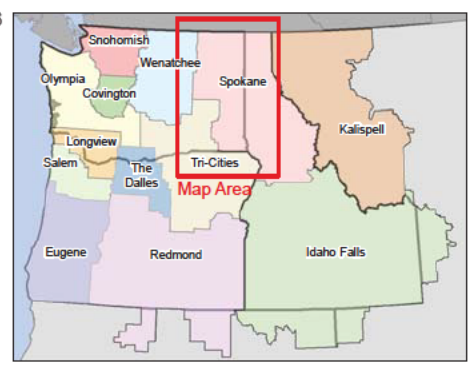 Snohomish
Wenatchee
Olympia
Spokane
Covington
Kalispell
Longview
Salem
The
Dalles
Tri-Cities
Map Area
Eugene
Redmond
Idaho Falls